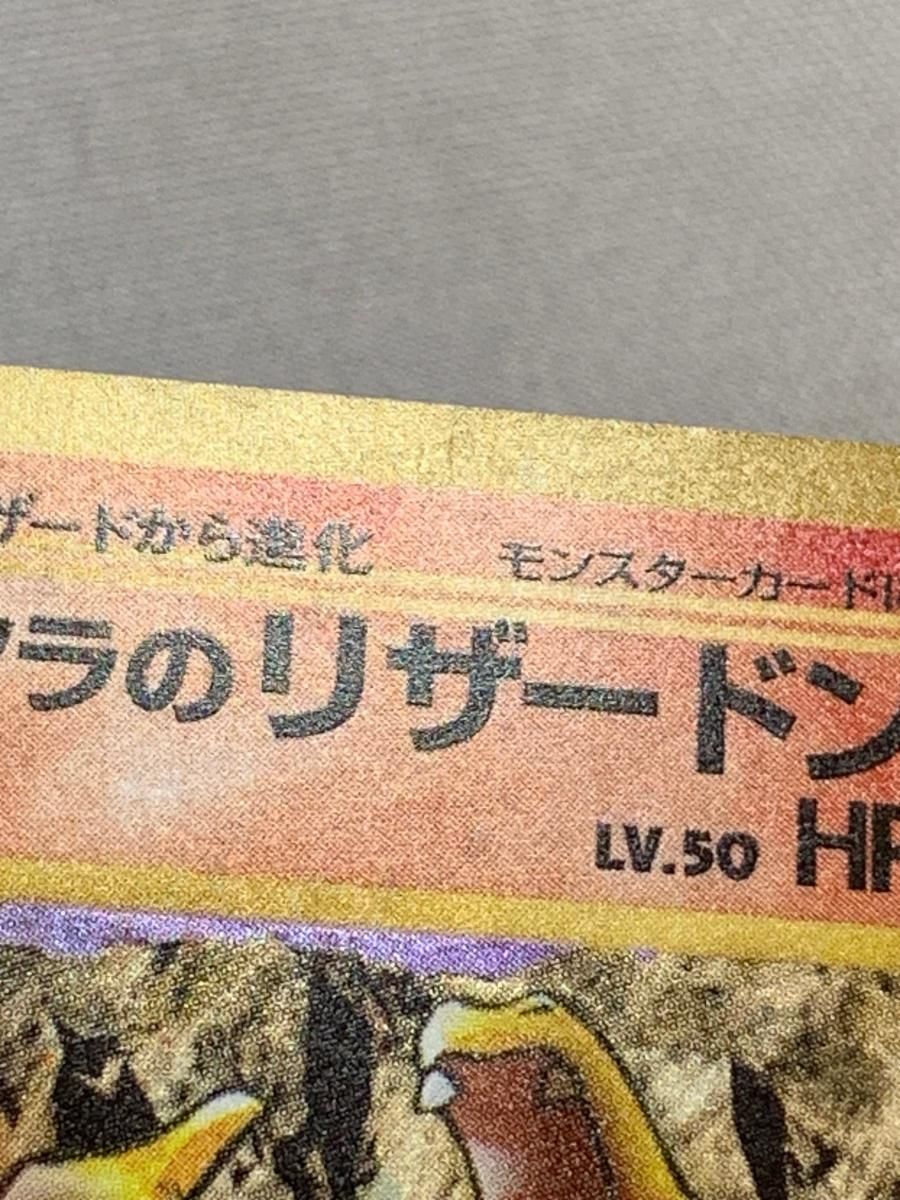 ザードから進化
モンスターカード
ラのリザードン
LV.50 HP